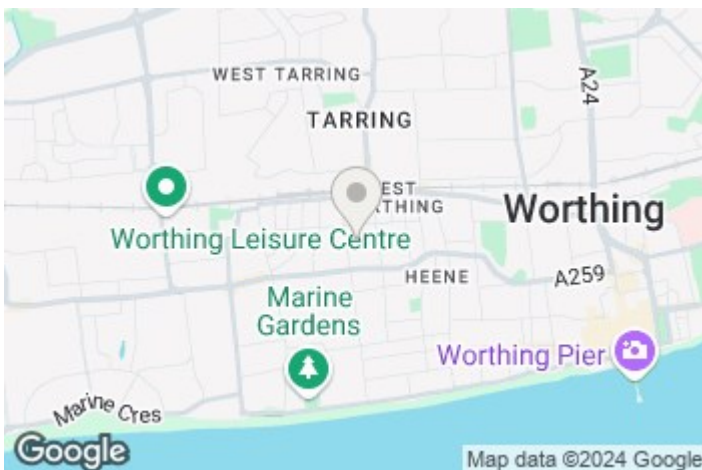 WEST TARRING
A24
TARRING
Worthing
Worthing Leisure Centre
HEENE
A259
Marine
Gardens
Worthing Pier
Marine Cres
Google
Map data ©2024 Google